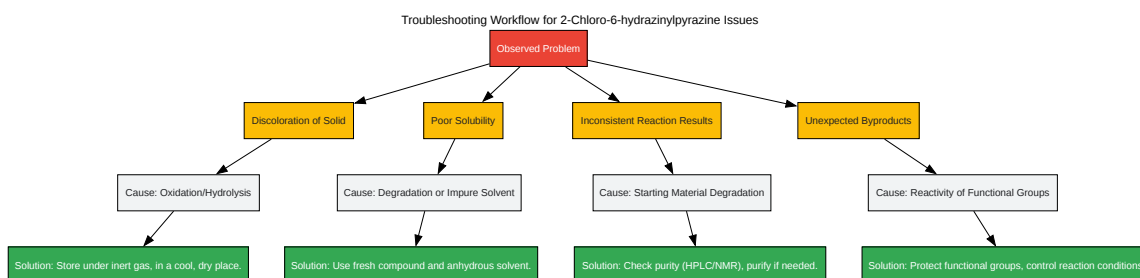 Troubleshooting Workflow for 2-Chloro-6-hydrazinylpyrazine Issues
Observed Problem
Discoloration of Solid
Poor Solubility
Inconsistent Reaction Results
Unexpected Byproducts
Cause: Oxidation/Hydrolysis
Cause: Degradation or Impure Solvent
Cause: Starting Material Degradation
Cause: Reactivity of Functional Groups
Solution: Store under inert gas, in a cool, dry place.
Solution: Use fresh compound and anhydrous solvent.
Solution: Check purity (HPLC/NMR), purify if needed.
Solution: Protect functional groups, control reaction condition